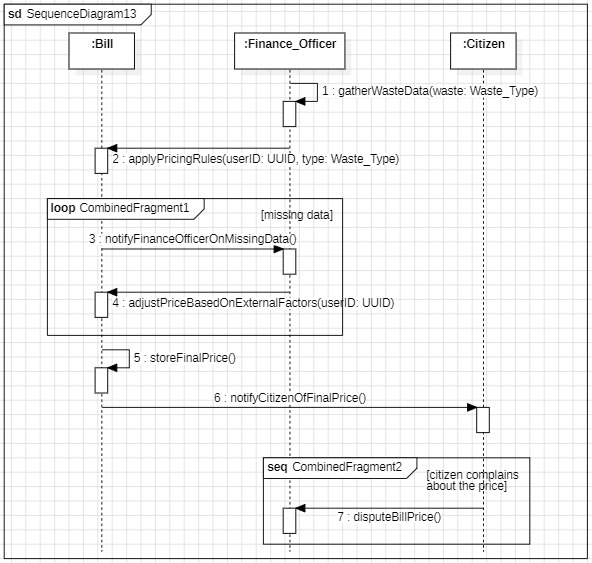 sd SequenceDiagram13
:Bill
:Finance_Officer
:Citizen
1 : gatherWasteData(waste: Waste_Type)
2 : applyPricingRules(userID: UUID, type: Waste_Type)
loop CombinedFragment1
[missing data]
3 : notifyFinanceOfficerOnMissingData()
4 : adjustPriceBasedOnExternalFactors(userID: UUID)
5 : storeFinalPrice()
6 : notifyCitizenOfFinalPrice()
seq CombinedFragment2
[citizen complains
about the price]
7 : disputeBillPrice()